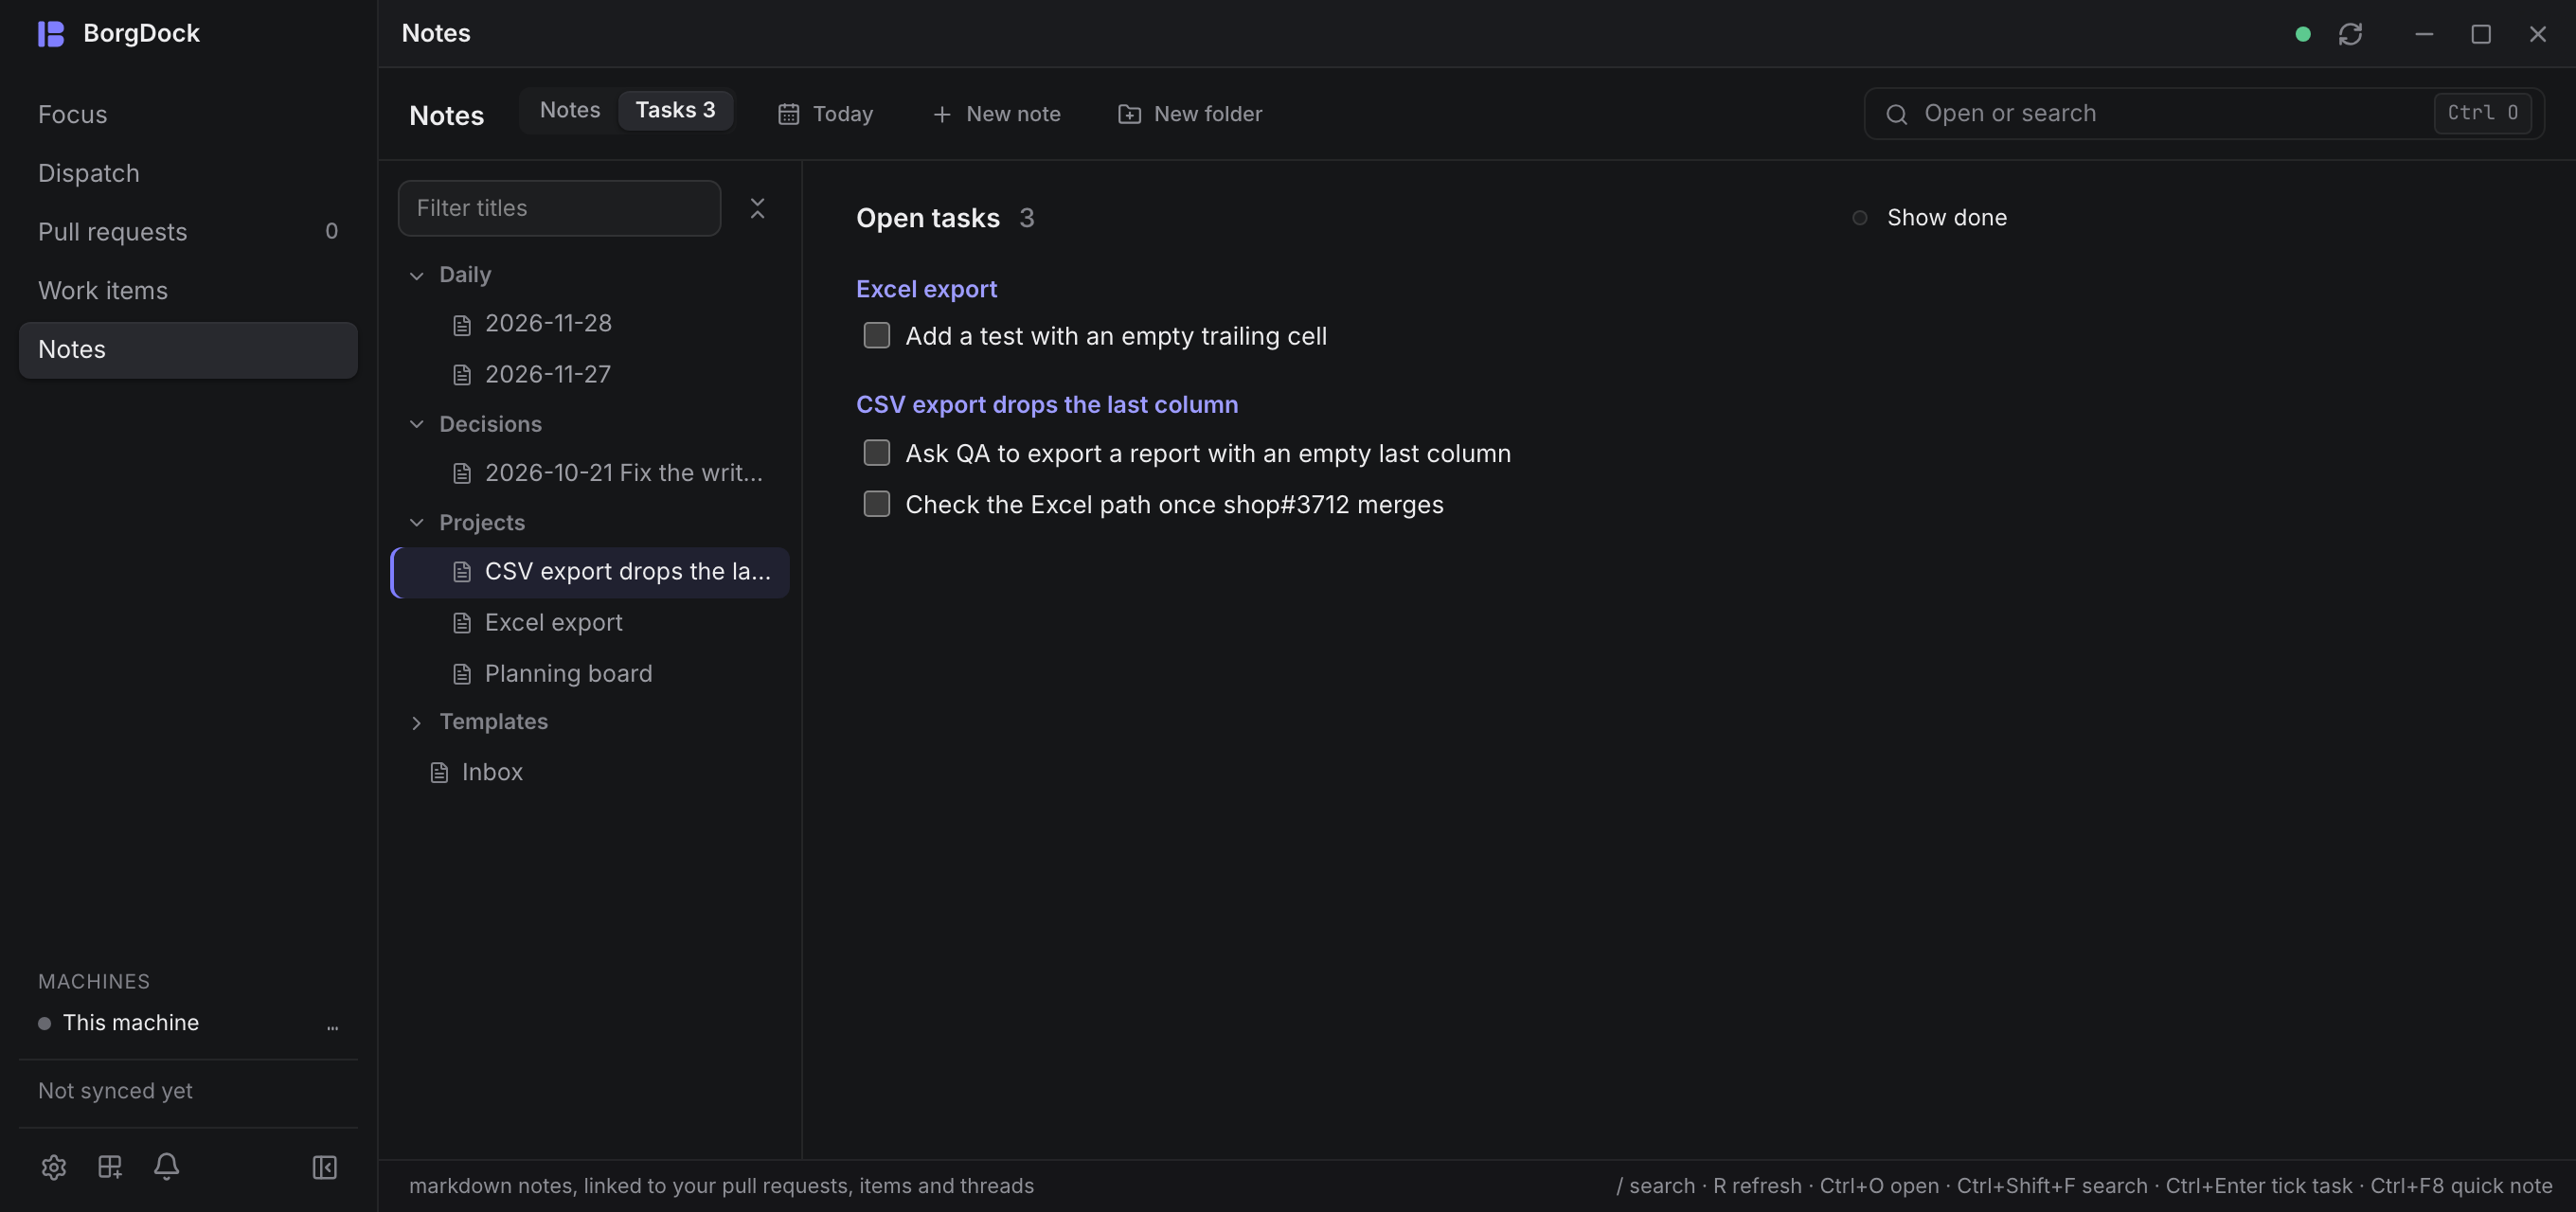 BorgDock
Focus
Dispatch
Pull requests 0
Work items
Notes
MACHINES
This machine ...
Not synced yet
Notes
Notes Notes Tasks 3 Today New note New folder Open or search Ctrl O
Filter titles
Daily
2026-11-28
2026-11-27
Decisions
2026-10-21 Fix the writ...
Projects
CSV export drops the la...
Excel export
Planning board
Templates
Inbox
Open tasks 3 Show done
Excel export
Add a test with an empty trailing cell
CSV export drops the last column
Ask QA to export a report with an empty last column
Check the Excel path once shop#3712 merges
markdown notes, linked to your pull requests, items and threads
/ search · R refresh · Ctrl+O open · Ctrl+Shift+F search · Ctrl+Enter tick task · Ctrl+F8 quick note